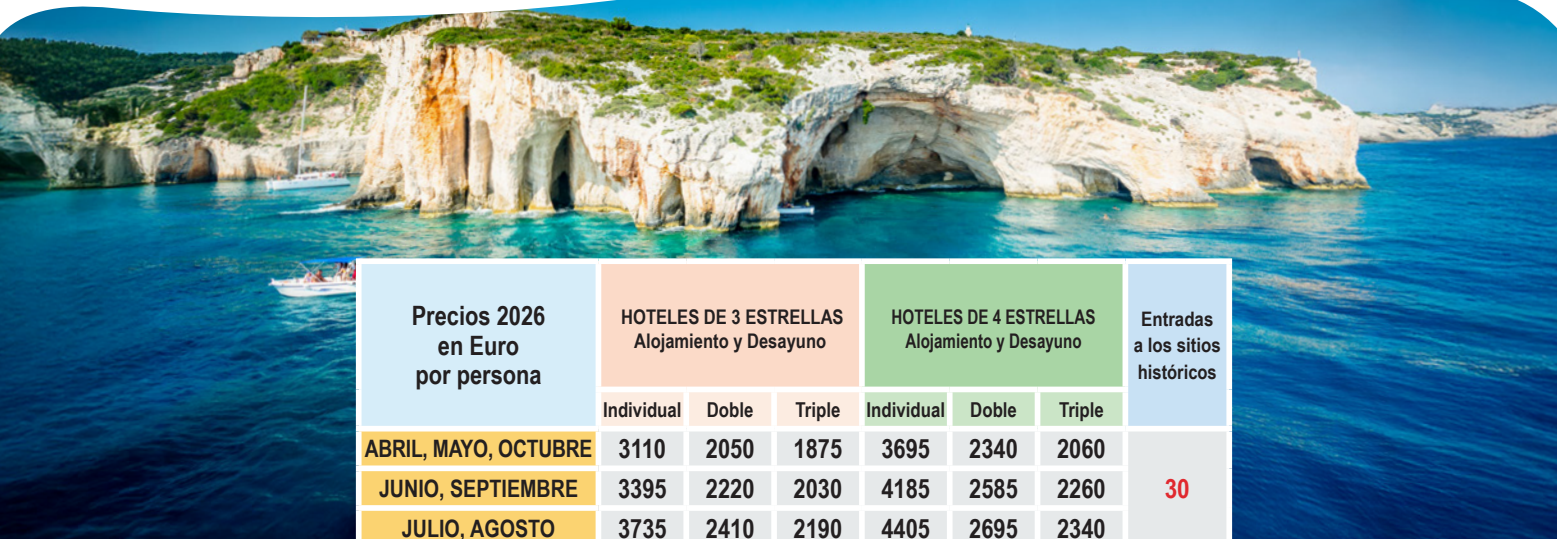 Precios 2026
en Euro
por persona
HOTELES DE 3 ESTRELLAS
Alojamiento y Desayuno
HOTELES DE 4 ESTRELLAS
Alojamiento y Desayuno
Entradas
a los sitios
históricos
Individual Doble Triple Individual Doble Triple
ABRIL, MAYO, OCTUBRE 3110 2050 1875 3695 2340 2060
JUNIO, SEPTIEMBRE 3395 2220 2030 4185 2585 2260 30
JULIO, AGOSTO 3735 2410 2190 4405 2695 2340